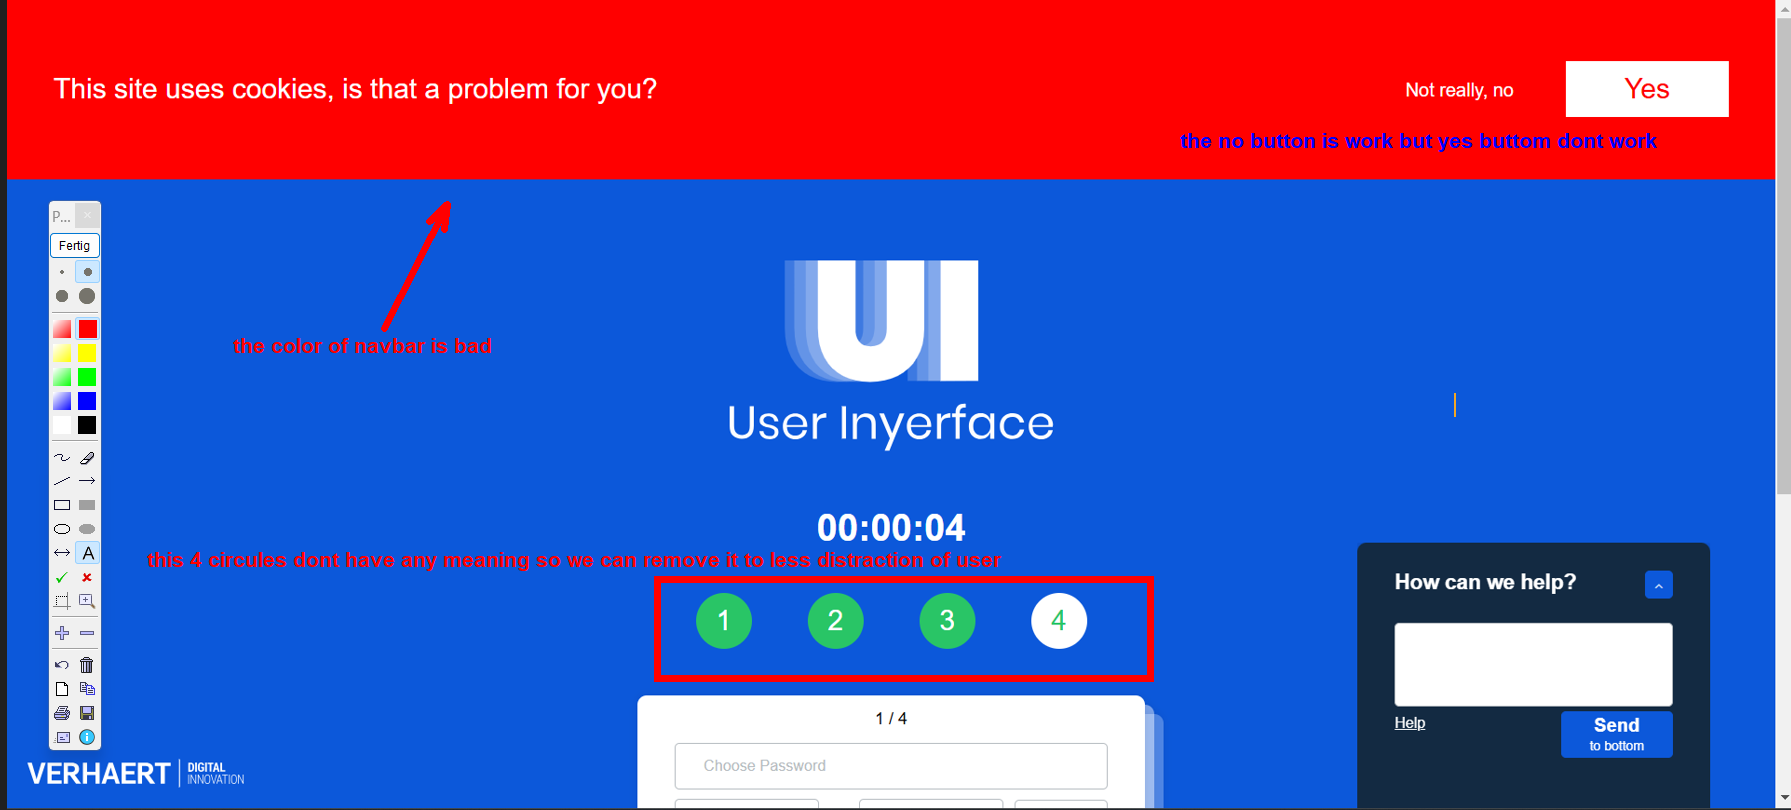 This site uses cookies, is that a problem for you?
Not really, no
Yes
the no button is work but yes buttom dont work
P...
Fertig
the color of navbar is bad
A
UI
User Inyerface
00:00:04
this 4 circules dont have any meaning so we can remove it to less distraction of user
1 2 3 4
1 / 4
Choose Password
How can we help?
Help
Send
to bottom
VERHAERT
DIGITAL
INNOVATION